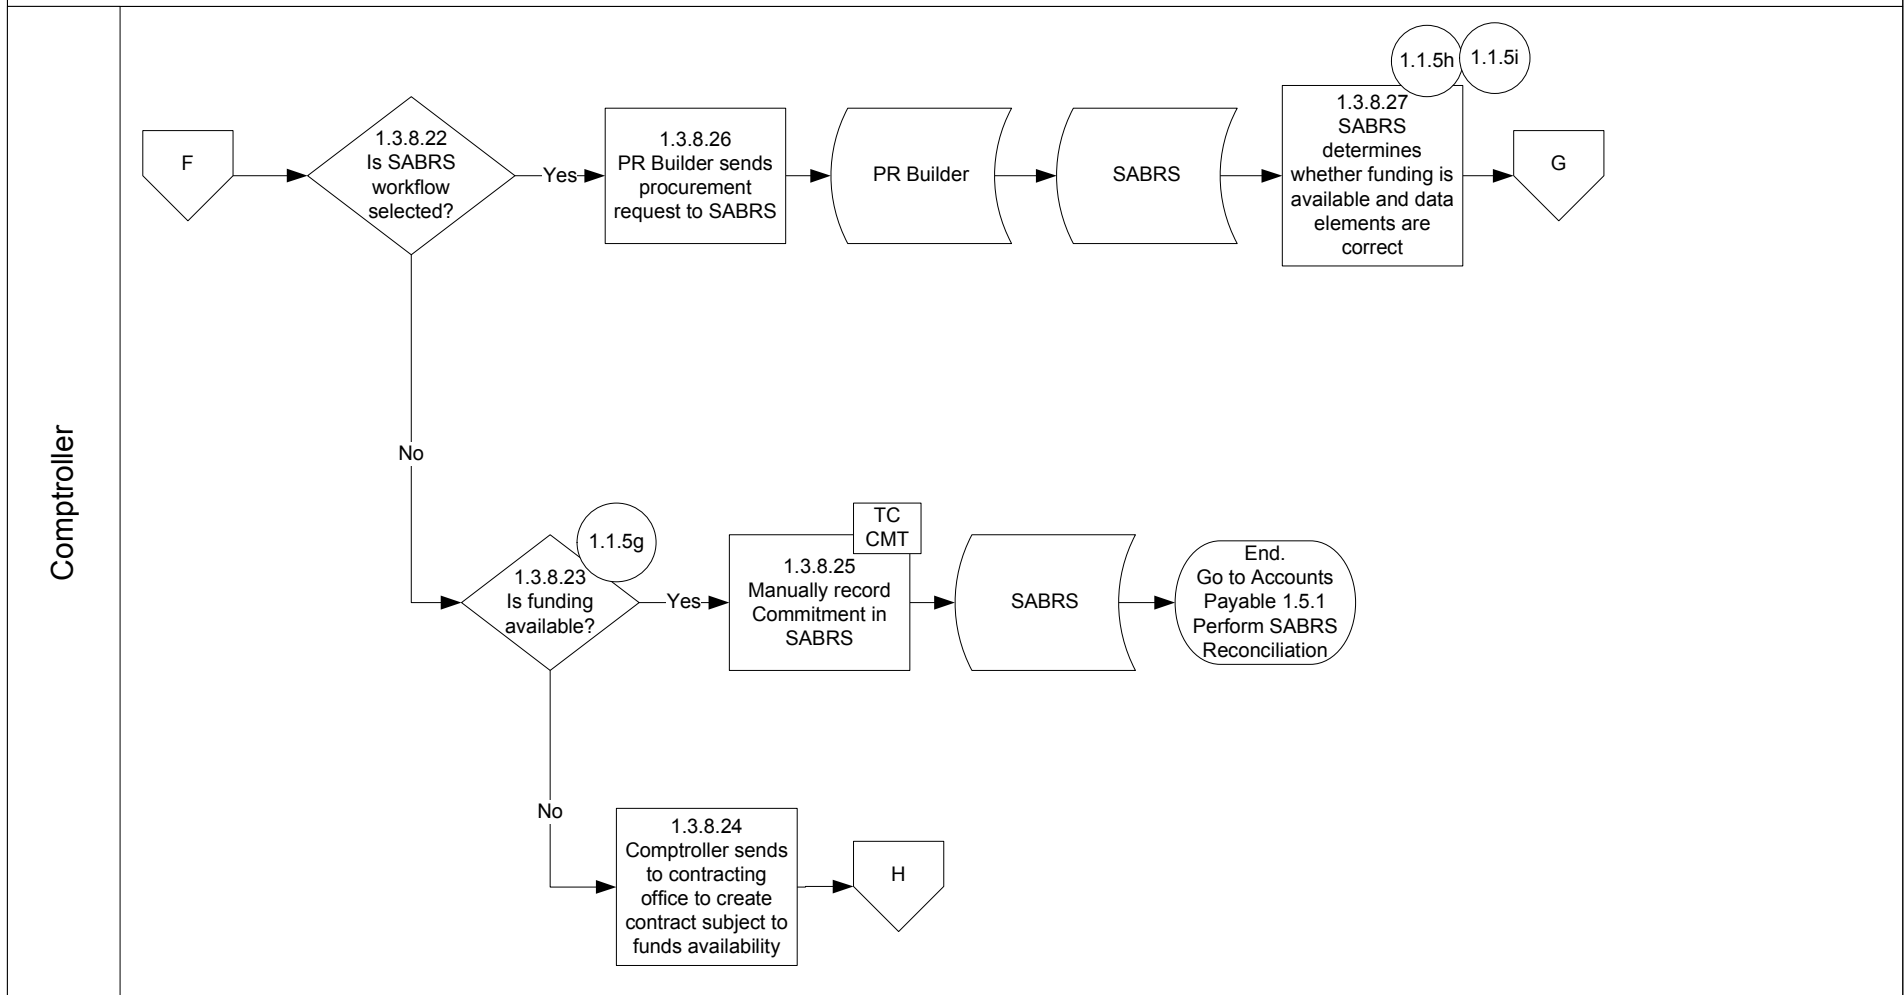 Comptroller
F
1.3.8.22
Is SABRS
workflow
selected?
Yes
1.3.8.26
PR Builder sends
procurement
request to SABRS
PR Builder
SABRS
1.1.5h
1.1.5i
1.3.8.27
SABRS
determines
whether funding is
available and data
elements are
correct
G
No
1.1.5g
1.3.8.23
Is funding
available?
Yes
TC
CMT
1.3.8.25
Manually record
Commitment in
SABRS
SABRS
End.
Go to Accounts
Payable 1.5.1
Perform SABRS
Reconciliation
No
1.3.8.24
Comptroller sends
to contracting
office to create
contract subject to
funds availability
H